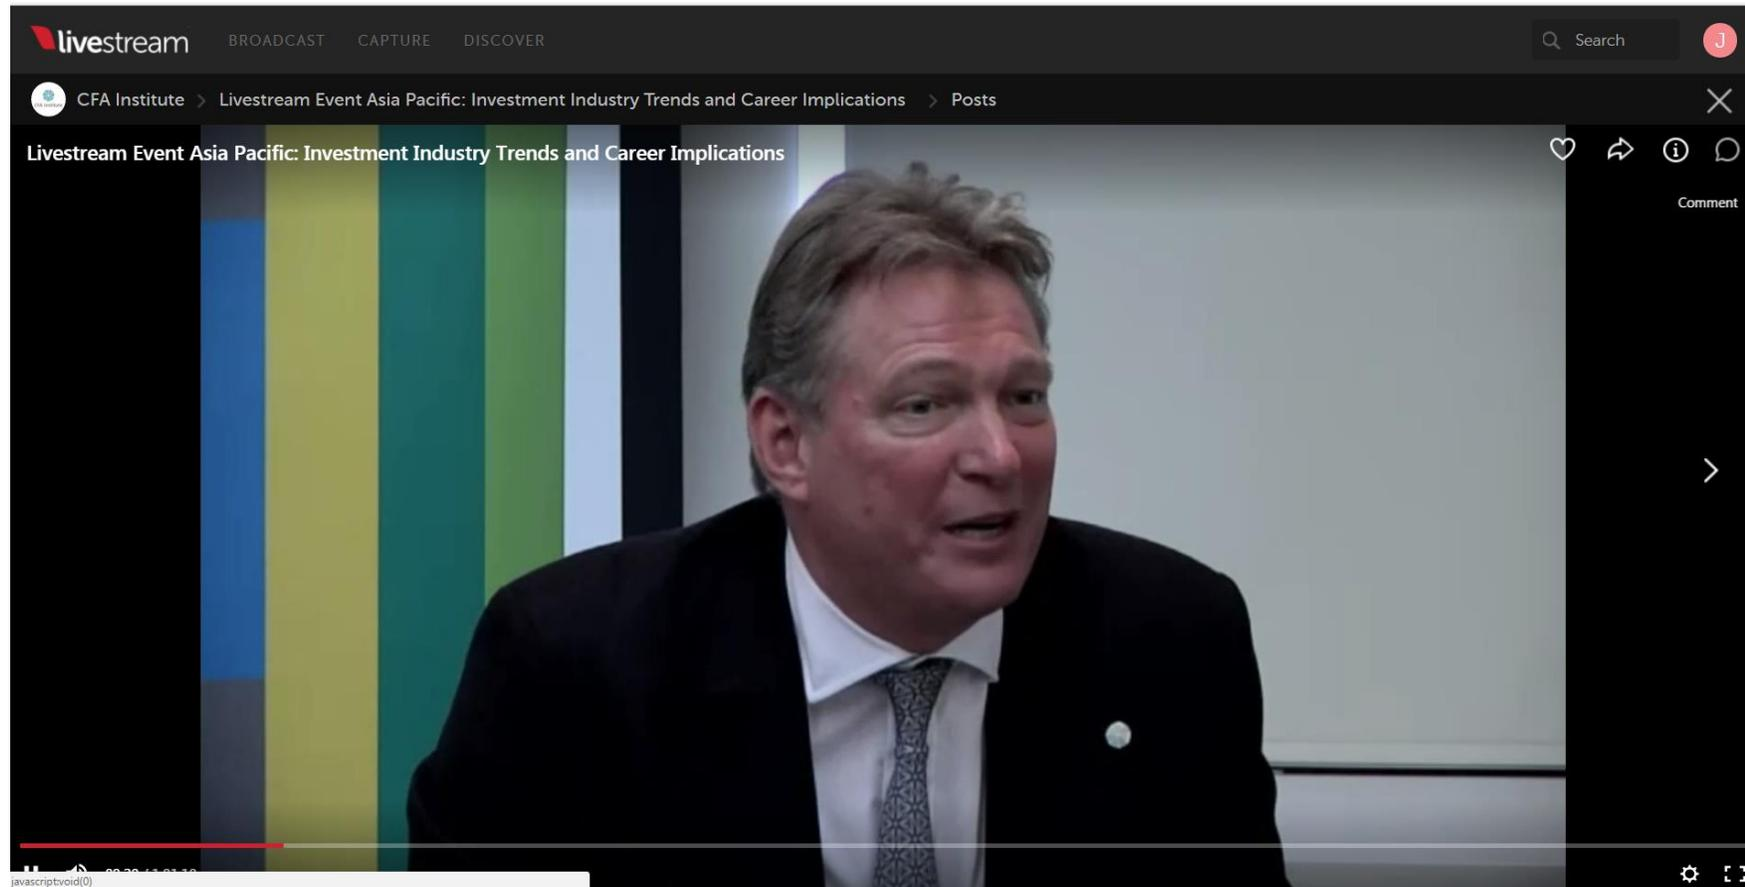 livestream
BROADCAST CAPTURE DISCOVER
Search
J
CFA Institute > Livestream Event Asia Pacific: Investment Industry Trends and Career Implications > Posts
Livestream Event Asia Pacific: Investment Industry Trends and Career Implications
Comment
javascript:void(0)